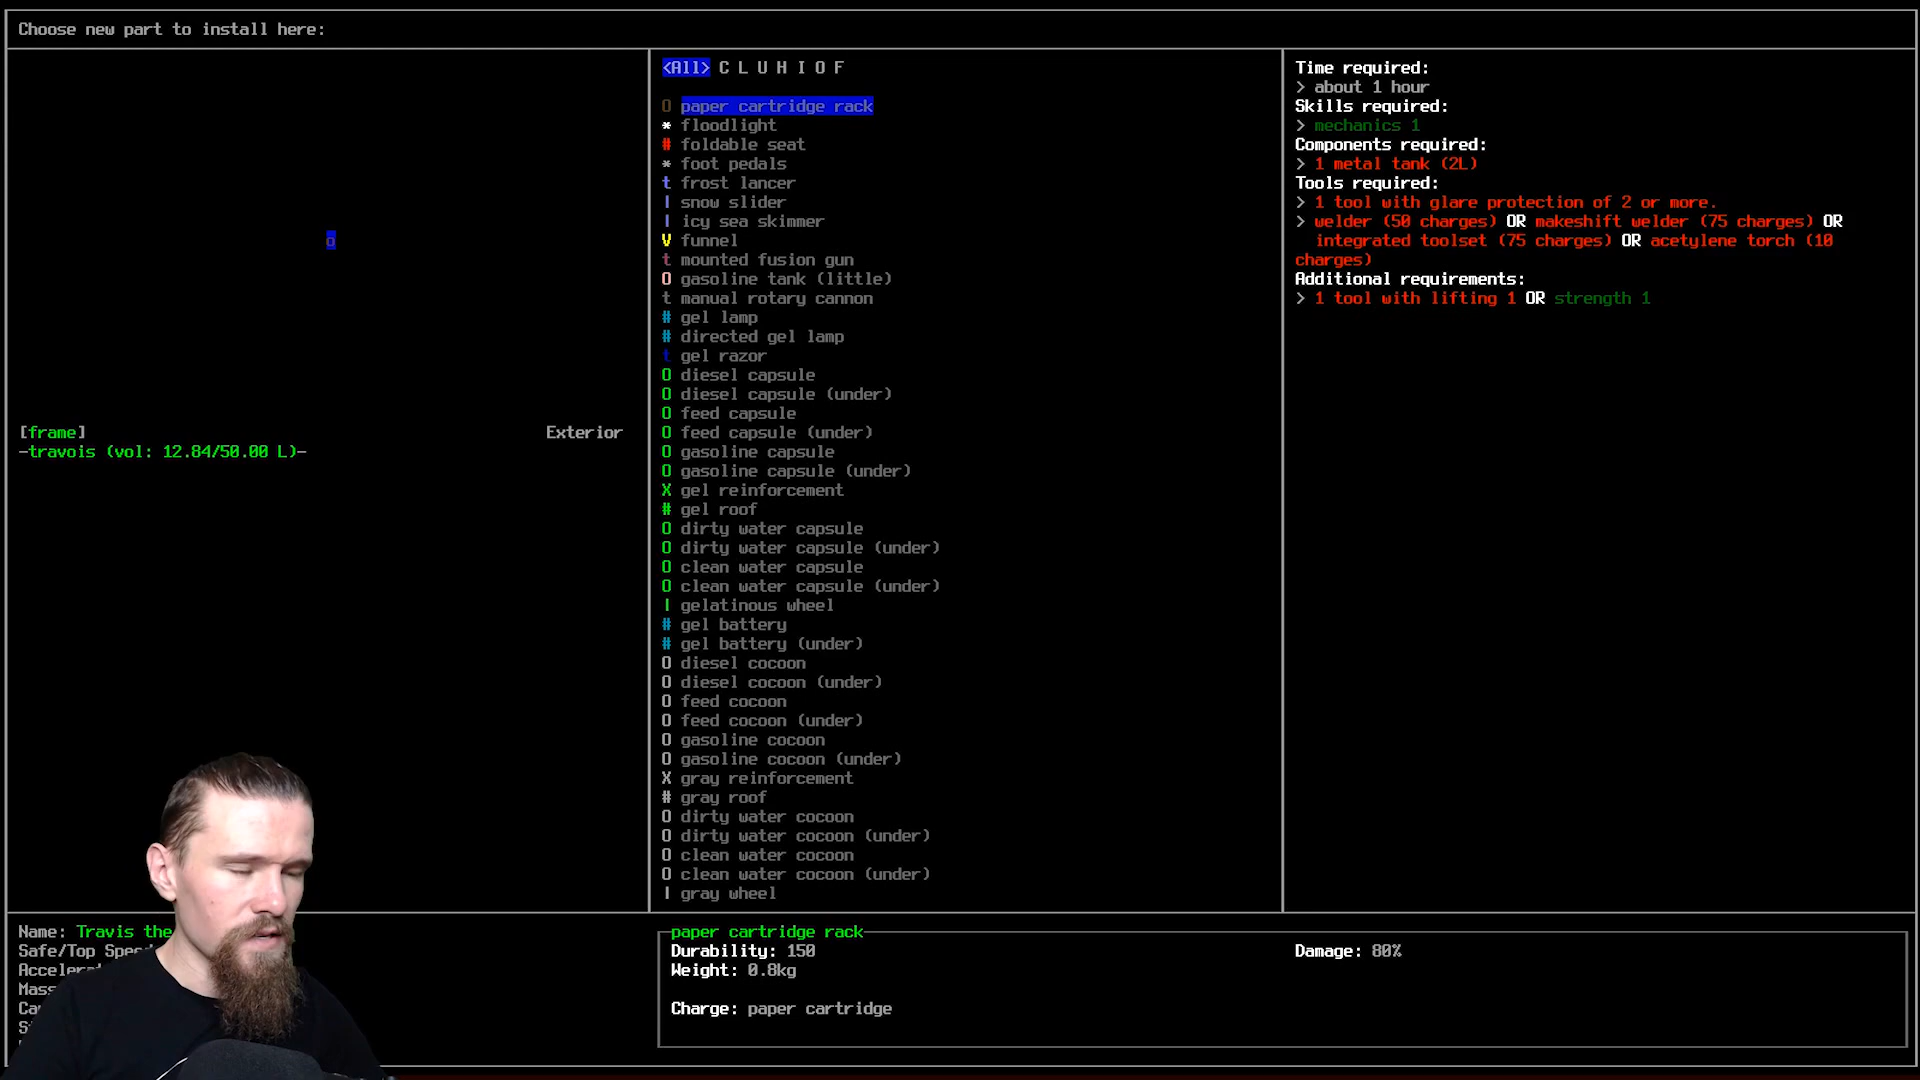 Choose new part to install here:
<All> C L U H I O F
O paper cartridge rack
* floodlight
# foldable seat
* foot pedals
t frost lancer
| snow slider
| icy sea skimmer
V funnel
t mounted fusion gun
O gasoline tank (little)
t manual rotary cannon
# gel lamp
# directed gel lamp
t gel razor
O diesel capsule
O diesel capsule (under)
O feed capsule
O feed capsule (under)
O gasoline capsule
O gasoline capsule (under)
X gel reinforcement
# gel roof
O dirty water capsule
O dirty water capsule (under)
O clean water capsule
O clean water capsule (under)
| gelatinous wheel
# gel battery
# gel battery (under)
O diesel cocoon
O diesel cocoon (under)
O feed cocoon
O feed cocoon (under)
O gasoline cocoon
O gasoline cocoon (under)
X gray reinforcement
# gray roof
O dirty water cocoon
O dirty water cocoon (under)
O clean water cocoon
O clean water cocoon (under)
| gray wheel
Time required:
> about 1 hour
Skills required:
> mechanics 1
Components required:
> 1 metal tank (2L)
Tools required:
> 1 tool with glare protection of 2 or more.
> welder (50 charges) OR makeshift welder (75 charges) OR
integrated toolset (75 charges) OR acetylene torch (10
charges)
Additional requirements:
> 1 tool with lifting 1 OR strength 1
o
[frame] Exterior
-travois (vol: 12.84/50.00 L)-
Name: Travis the
Safe/Top
Mass
paper cartridge rack
Durability: 150
Weight: 0.8kg
Charge: paper cartridge
Damage: 80%